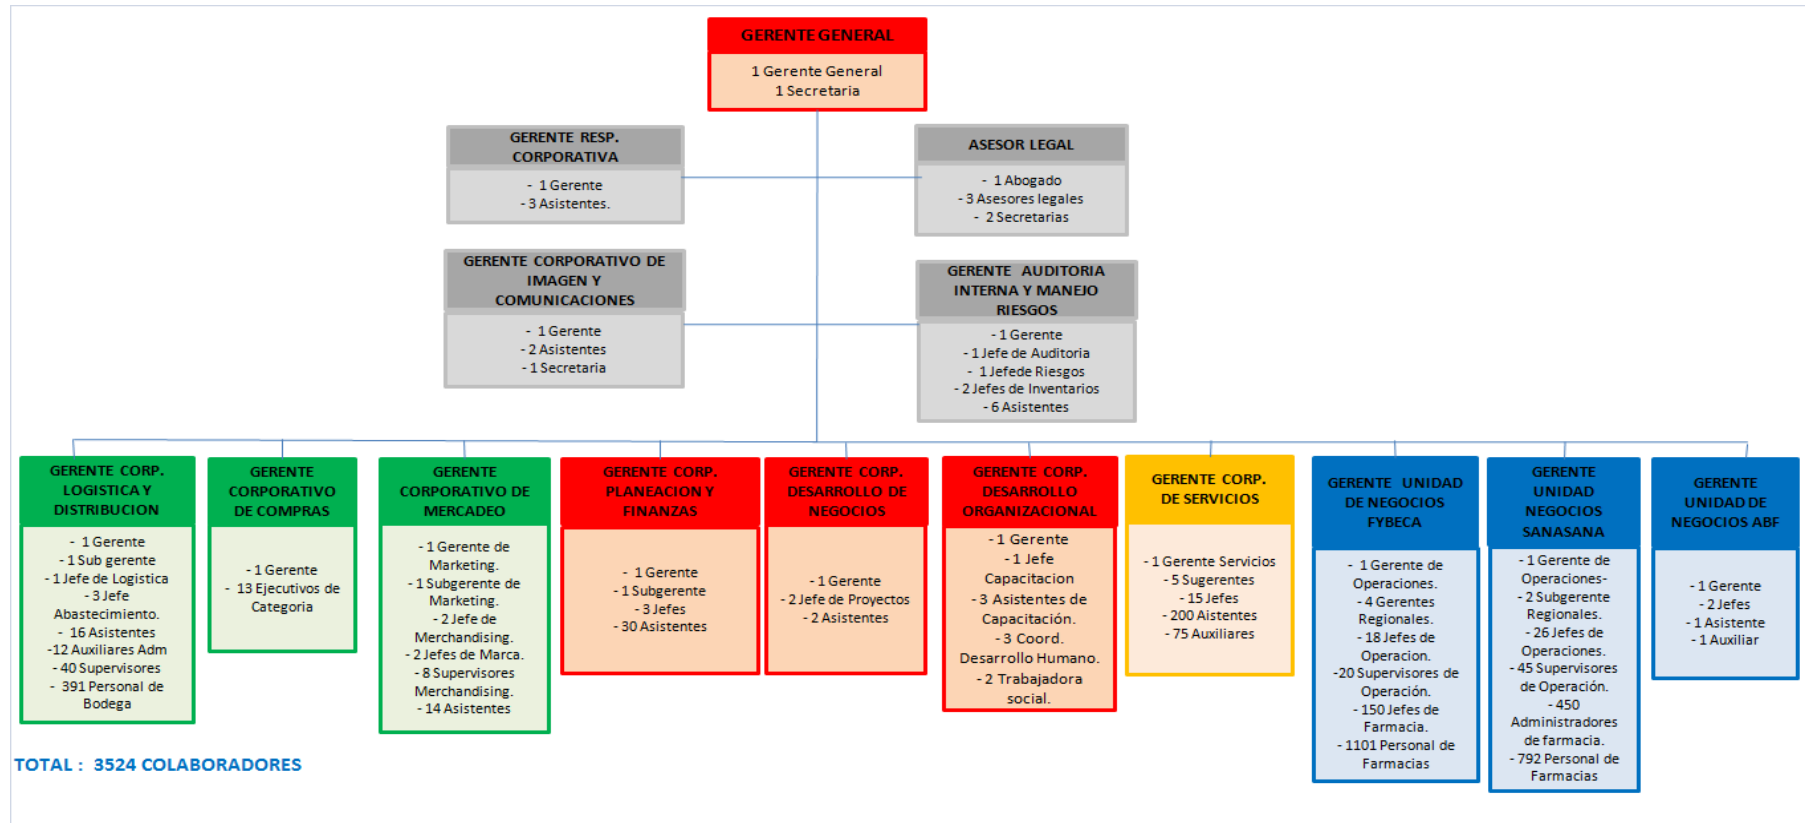 GERENTE GENERAL
1 Gerente General
1 Secretaria
GERENTE RESP.
CORPORATIVA
- 1 Gerente
- 3 Asistentes.
ASESOR LEGAL
- 1 Abogado
- 3 Asesores legales
- 2 Secretarias
GERENTE CORPORATIVO DE
IMAGEN Y
COMUNICACIONES
- 1 Gerente
- 2 Asistentes
- 1 Secretaria
GERENTE AUDITORIA
INTERNA Y MANEJO
RIESGOS
- 1 Gerente
- 1 Jefe de Auditoria
- 1 Jefede Riesgos
- 2 Jefes de Inventarios
- 6 Asistentes
GERENTE CORP.
LOGISTICA Y
DISTRIBUCION
- 1 Gerente
- 1 Sub gerente
- 1 Jefe de Logistica
- 3 Jefe
Abastecimiento.
- 16 Asistentes
-12 Auxiliares Adm
- 40 Supervisores
- 391 Personal de
Bodega
GERENTE
CORPORATIVO
DE COMPRAS
- 1 Gerente
- 13 Ejecutivos de
Categoria
GERENTE
CORPORATIVO DE
MERCADEO
- 1 Gerente de
Marketing.
- 1 Subgerente de
Marketing.
- 2 Jefe de
Merchandising.
- 2 Jefes de Marca.
- 8 Supervisores
Merchandising.
- 14 Asistentes
GERENTE CORP.
PLANEACION Y
FINANZAS
- 1 Gerente
- 1 Subgerente
- 3 Jefes
- 30 Asistentes
GERENTE CORP.
DESARROLLO DE
NEGOCIOS
- 1 Gerente
- 2 Jefe de Proyectos
- 2 Asistentes
GERENTE CORP.
DESARROLLO
ORGANIZACIONAL
- 1 Gerente
- 1 Jefe
Capacitacion
- 3 Asistentes de
Capacitación.
- 3 Coord.
Desarrollo Humano.
- 2 Trabajadora
social.
GERENTE CORP.
DE SERVICIOS
- 1 Gerente Servicios
- 5 Sugerentes
- 15 Jefes
- 200 Aistentes
- 75 Auxiliares
GERENTE UNIDAD
DE NEGOCIOS
FYBECA
- 1 Gerente de
Operaciones.
- 4 Gerentes
Regionales.
- 18 Jefes de
Operacion.
-20 Supervisores de
Operación.
- 150 Jefes de
Farmacia.
- 1101 Personal de
Farmacias
GERENTE
UNIDAD
NEGOCIOS
SANASANA
- 1 Gerente de
Operaciones-
- 2 Subgerente
Regionales.
- 26 Jefes de
Operaciones.
- 45 Supervisores
de Operación.
- 450
Administradores
de farmacia.
- 792 Personal de
Farmacias
GERENTE
UNIDAD DE
NEGOCIOS ABF
- 1 Gerente
- 2 Jefes
- 1 Asistente
- 1 Auxiliar
TOTAL : 3524 COLABORADORES